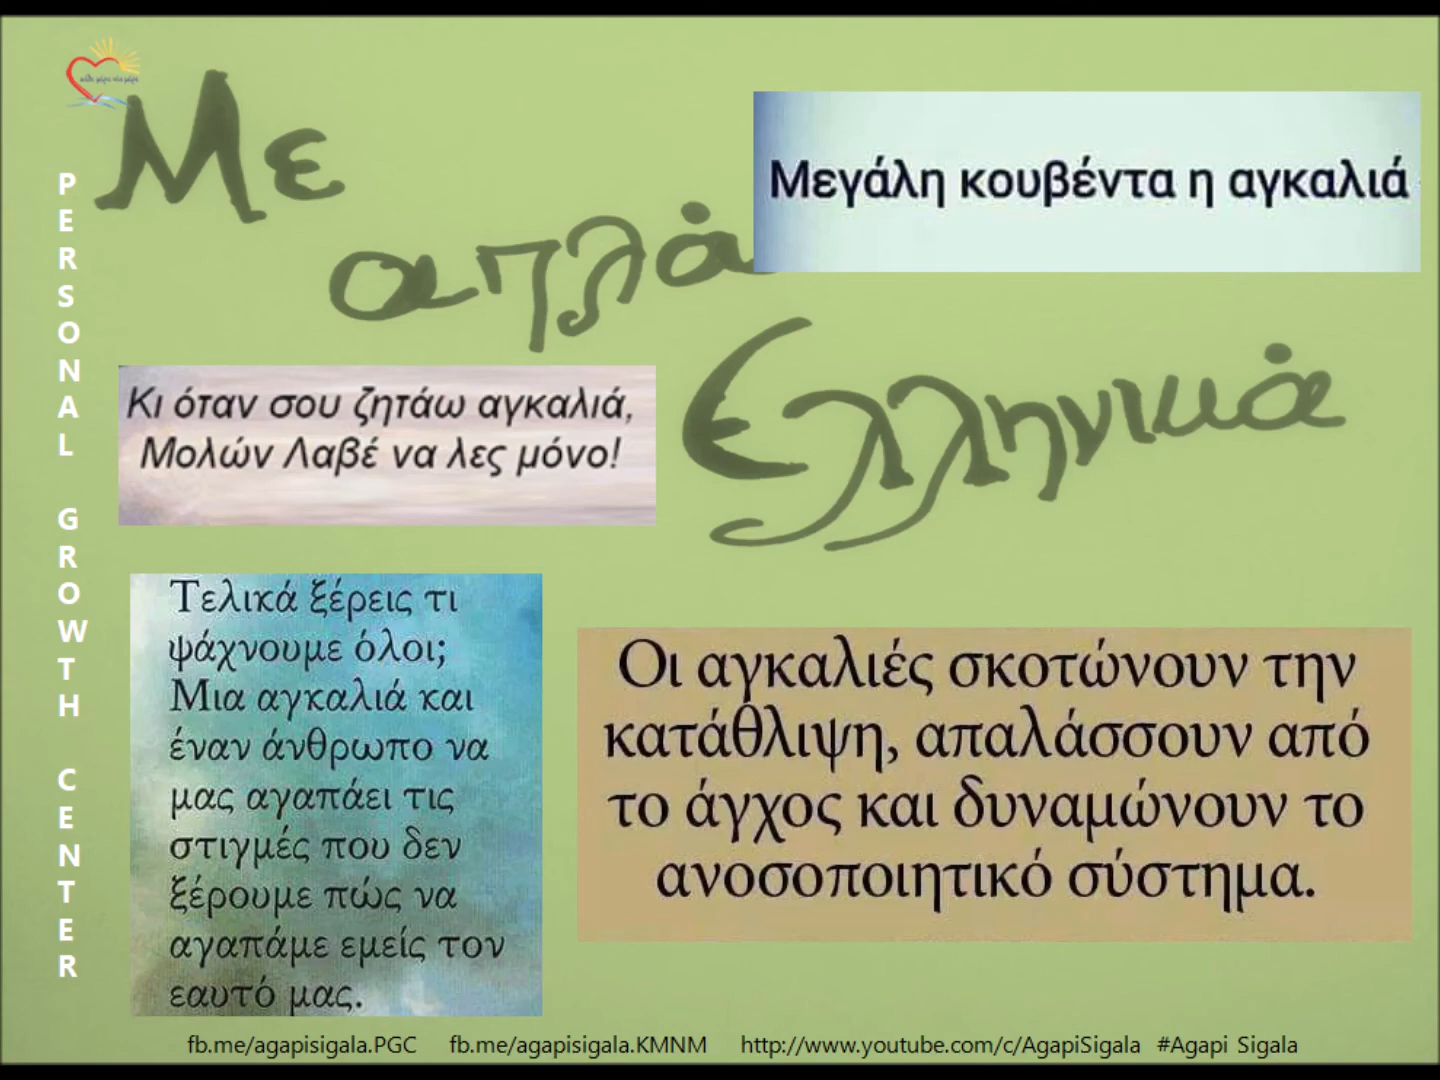 Με
απλά
Ελληνικά
PERSONAL GROWTH CENTER
Μεγάλη κουβέντα η αγκαλιά
Κι όταν σου ζητάω αγκαλιά,
Μολών Λαβέ να λες μόνο!
Τελικά ξέρεις τι
ψάχνουμε όλοι;
Μια αγκαλιά και
έναν άνθρωπο να
μας αγαπάει τις
στιγμές που δεν
ξέρουμε πώς να
αγαπάμε εμείς τον
εαυτό μας.
Οι αγκαλιές σκοτώνουν την
κατάθλιψη, απαλάσσουν από
το άγχος και δυναμώνουν το
ανοσοποιητικό σύστημα.
fb.me/agapisigala.PGC fb.me/agapisigala.KMNM http://www.youtube.com/c/AgapiSigala #Agapi Sigala